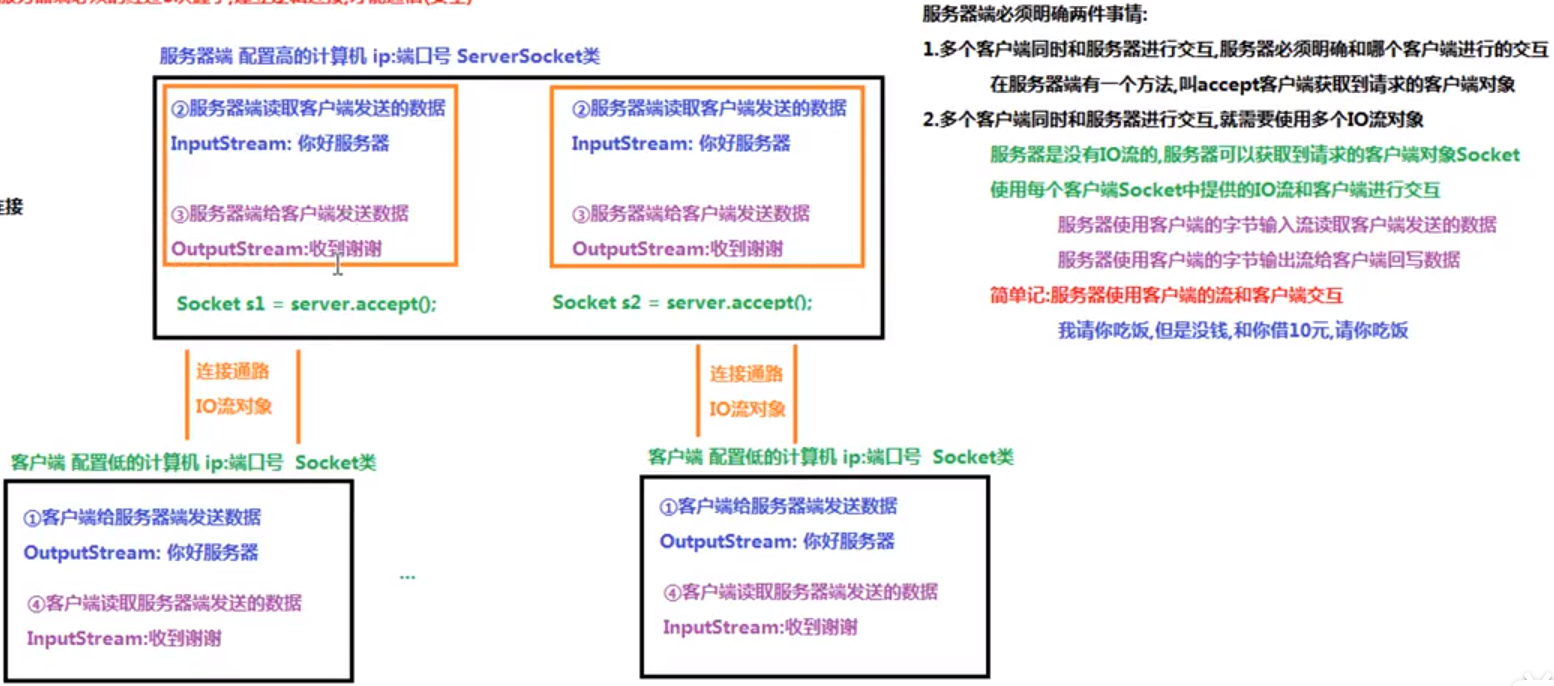 服务器端 配置高的计算机 ip:端口号 ServerSocket类
②服务器端读取客户端发送的数据
InputStream: 你好服务器
③服务器端给客户端发送数据
OutputStream:收到谢谢
Socket s1 = server.accept();
②服务器端读取客户端发送的数据
InputStream: 你好服务器
③服务器端给客户端发送数据
OutputStream:收到谢谢
Socket s2 = server.accept();
连接
连接通路
IO流对象
连接通路
IO流对象
客户端 配置低的计算机 ip:端口号 Socket类
①客户端给服务器端发送数据
OutputStream: 你好服务器
④客户端读取服务器端发送的数据
InputStream:收到谢谢
...
客户端 配置低的计算机 ip:端口号 Socket类
①客户端给服务器端发送数据
OutputStream: 你好服务器
④客户端读取服务器端发送的数据
InputStream:收到谢谢
服务器端必须明确两件事情:
1.多个客户端同时和服务器进行交互,服务器必须明确和哪个客户端进行的交互
在服务器端有一个方法,叫accept客户端获取到请求的客户端对象
2.多个客户端同时和服务器进行交互,就需要使用多个IO流对象
服务器是没有IO流的,服务器可以获取到请求的客户端对象Socket
使用每个客户端Socket中提供的IO流和客户端进行交互
服务器使用客户端的字节输入流读取客户端发送的数据
服务器使用客户端的字节输出流给客户端回写数据
简单记:服务器使用客户端的流和客户端交互
我请你吃饭,但是没钱,和你借10元,请你吃饭